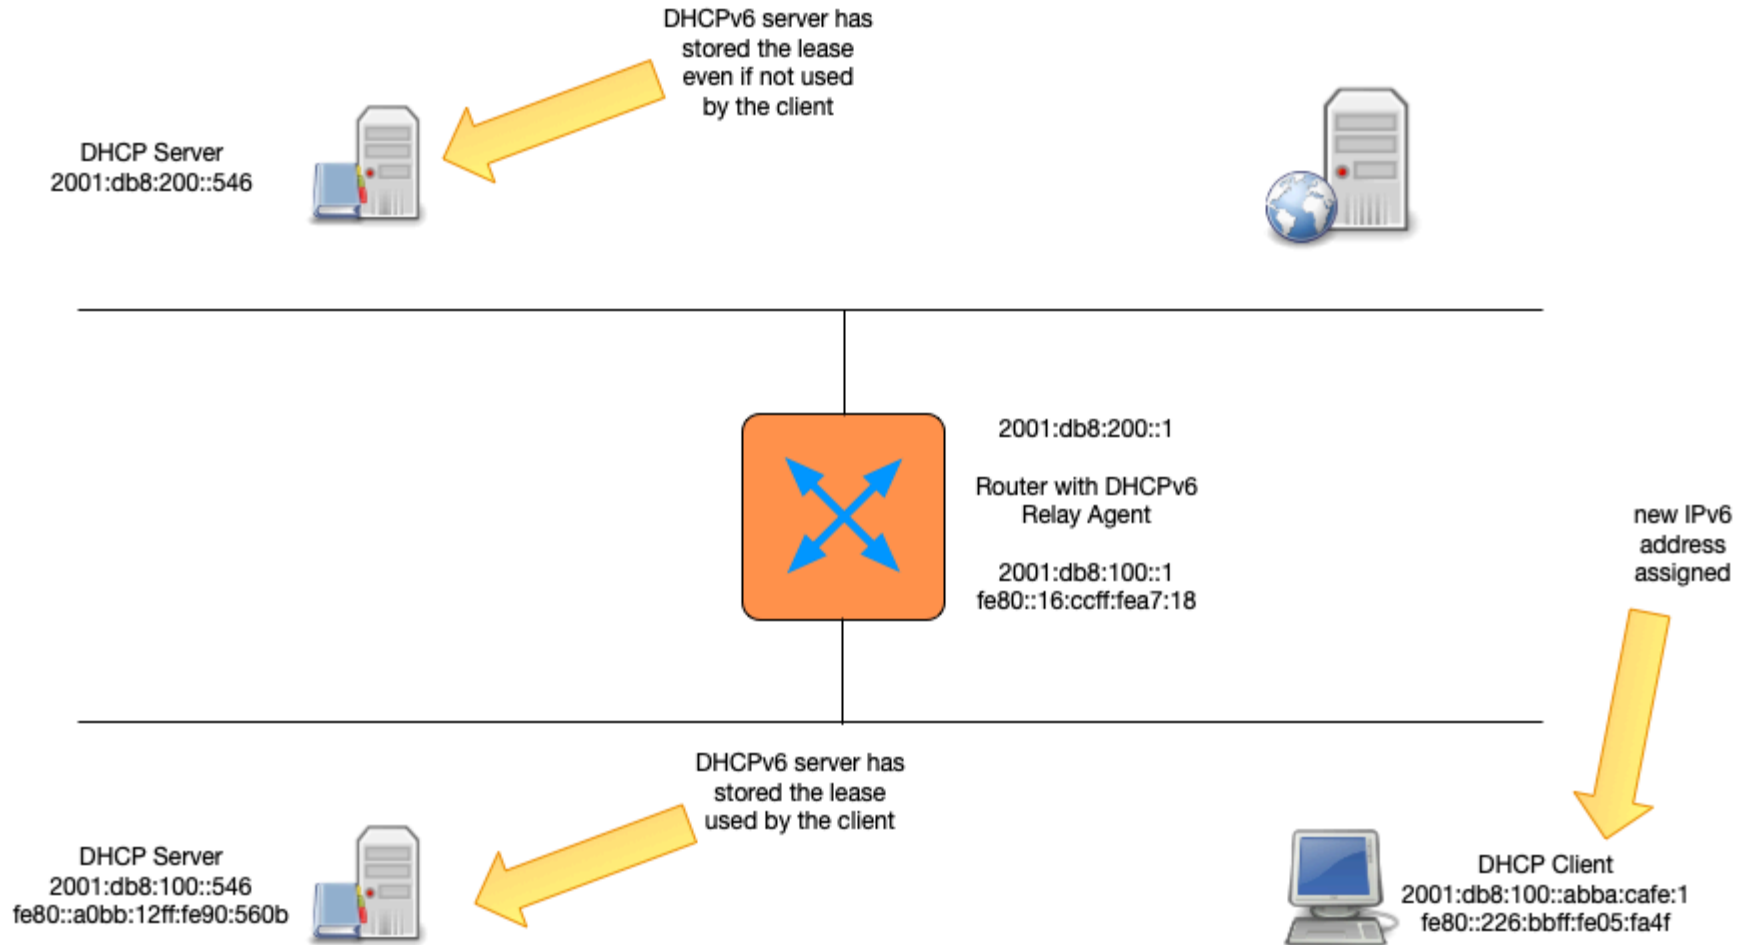 DHCPv6 server has
stored the lease
even if not used
by the client
DHCP Server
2001:db8:200::546
2001:db8:200::1
Router with DHCPv6
Relay Agent
2001:db8:100::1
fe80::16:ccff:fea7:18
new IPv6
address
assigned
DHCPv6 server has
stored the lease
used by the client
DHCP Server
2001:db8:100::546
fe80::a0bb:12ff:fe90:560b
DHCP Client
2001:db8:100::abba:cafe:1
fe80::226:bbff:fe05:fa4f